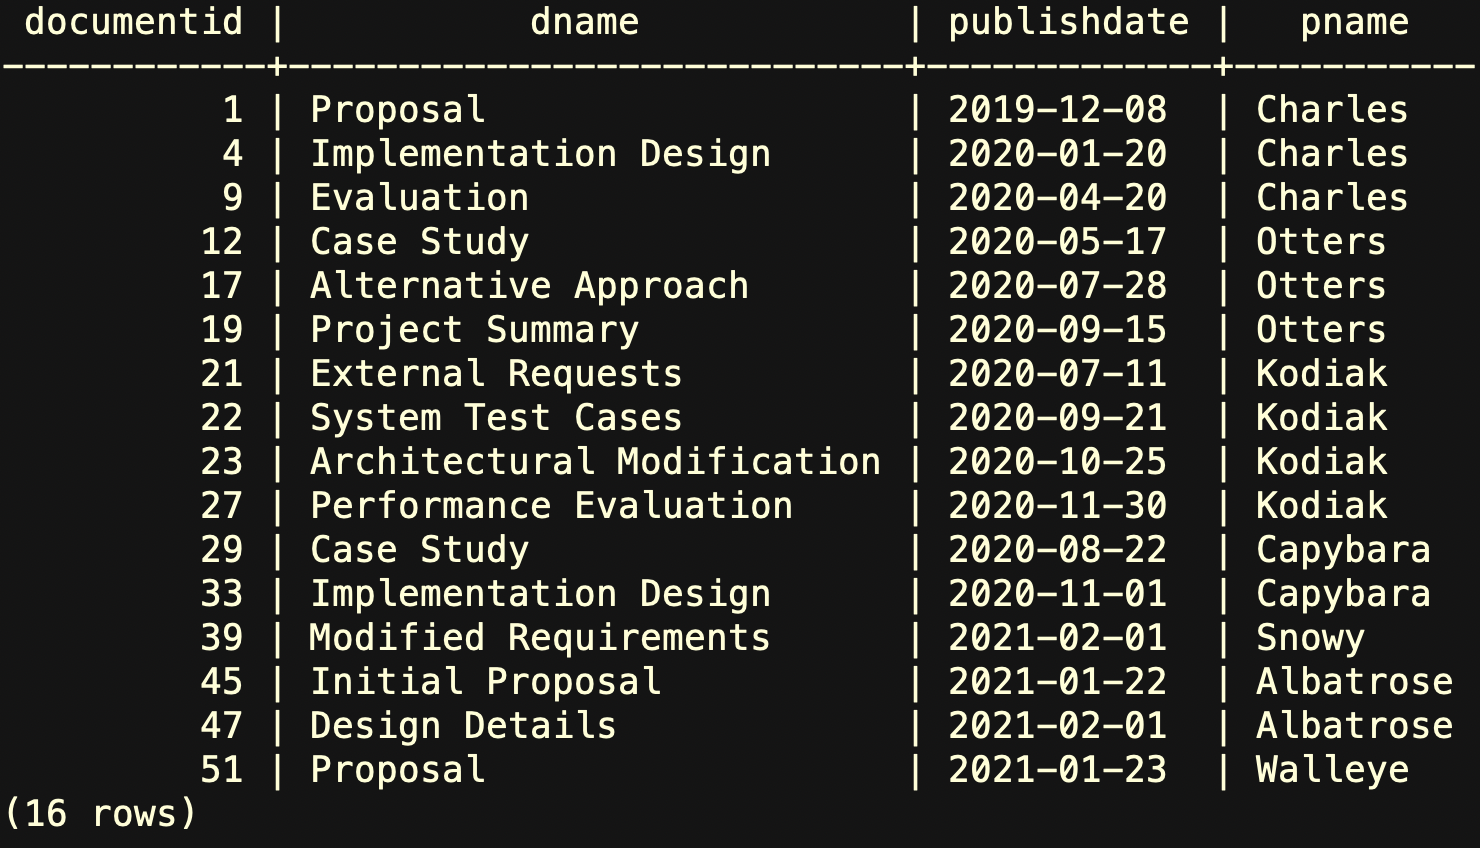 documentid |           dname            | publishdate |   pname
------------+----------------------------+-------------+-----------
          1 | Proposal                   | 2019-12-08  | Charles
          4 | Implementation Design      | 2020-01-20  | Charles
          9 | Evaluation                 | 2020-04-20  | Charles
         12 | Case Study                 | 2020-05-17  | Otters
         17 | Alternative Approach       | 2020-07-28  | Otters
         19 | Project Summary            | 2020-09-15  | Otters
         21 | External Requests          | 2020-07-11  | Kodiak
         22 | System Test Cases          | 2020-09-21  | Kodiak
         23 | Architectural Modification | 2020-10-25  | Kodiak
         27 | Performance Evaluation     | 2020-11-30  | Kodiak
         29 | Case Study                 | 2020-08-22  | Capybara
         33 | Implementation Design      | 2020-11-01  | Capybara
         39 | Modified Requirements      | 2021-02-01  | Snowy
         45 | Initial Proposal           | 2021-01-22  | Albatrose
         47 | Design Details             | 2021-02-01  | Albatrose
         51 | Proposal                   | 2021-01-23  | Walleye
(16 rows)